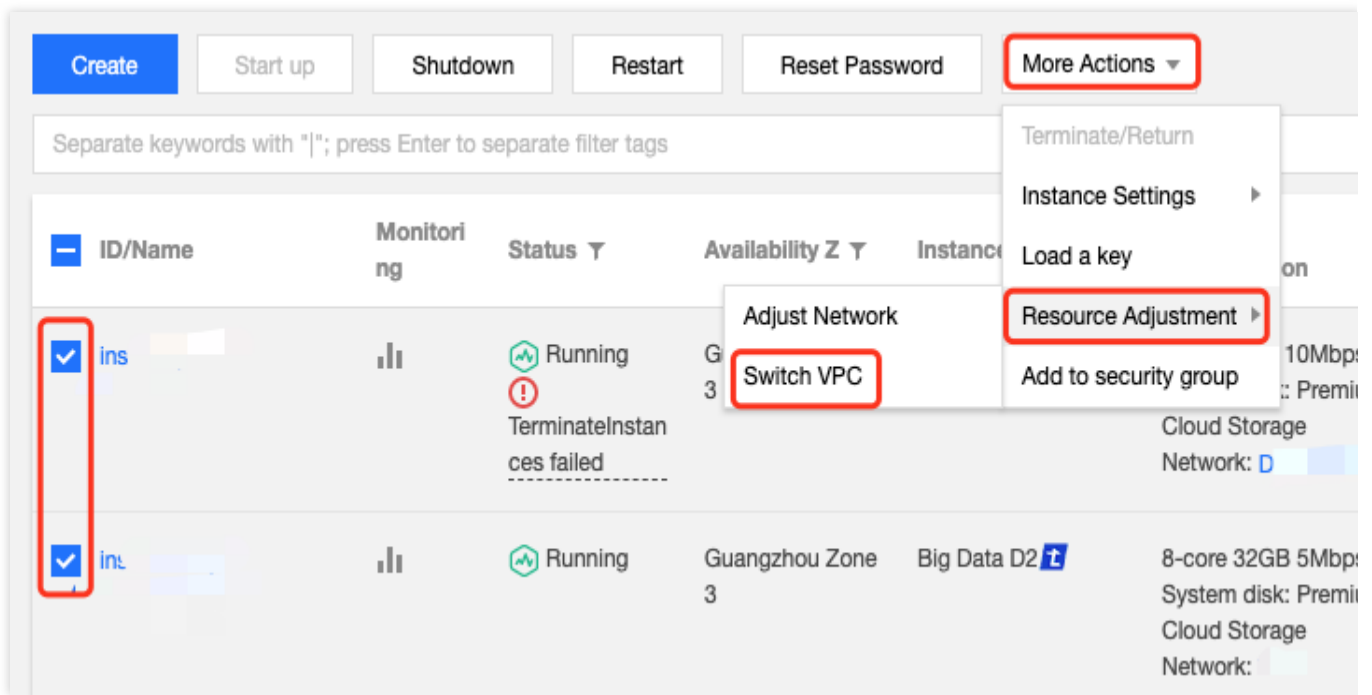 Create
Start up
Shutdown
Restart
Reset Password
More Actions
Separate keywords with "|"; press Enter to separate filter tags
Terminate/Return
Instance Settings
Load a key
Resource Adjustment
Add to security group
Adjust Network
Switch VPC
ID/Name
Monitori
ng
Status
Availability Z
Instance
on
ins
Running
TerminateInstan
ces failed
G
3
10Mbps
: Premiu
Cloud Storage
Network: D
ins
Running
Guangzhou Zone
3
Big Data D2
8-core 32GB 5Mbps
System disk: Premiu
Cloud Storage
Network: